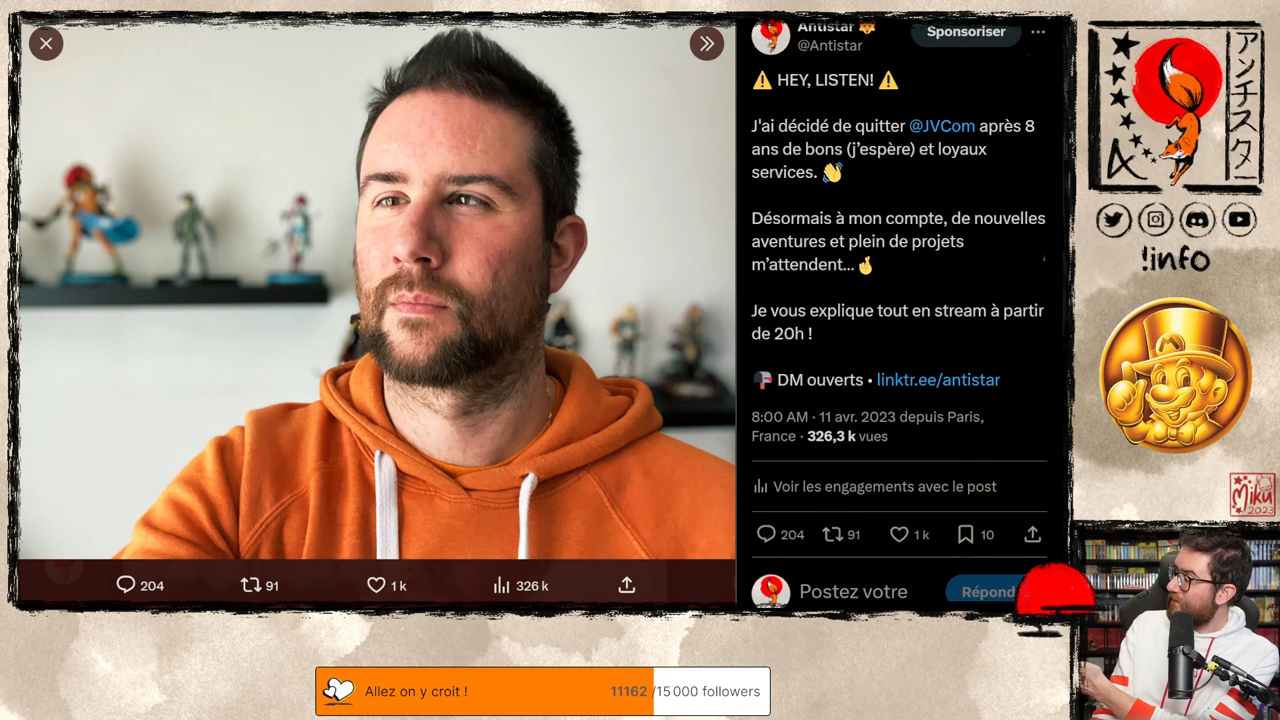 Antistar
@Antistar
Sponsoriser
⚠️ HEY, LISTEN! ⚠️
J'ai décidé de quitter @JVCom après 8
ans de bons (j'espère) et loyaux
services. 👋
Désormais à mon compte, de nouvelles
aventures et plein de projets
m'attendent... 🤞
Je vous explique tout en stream à partir
de 20h !
📬 DM ouverts • linktr.ee/antistar
8:00 AM · 11 avr. 2023 depuis Paris,
France · 326,3 k vues
Voir les engagements avec le post
204 91 1 k 10
Postez votre
Répond
204 91 1 k 326 k
アンチスター
!info
M
Miku
2023
Allez on y croit !
11162 /15 000 followers